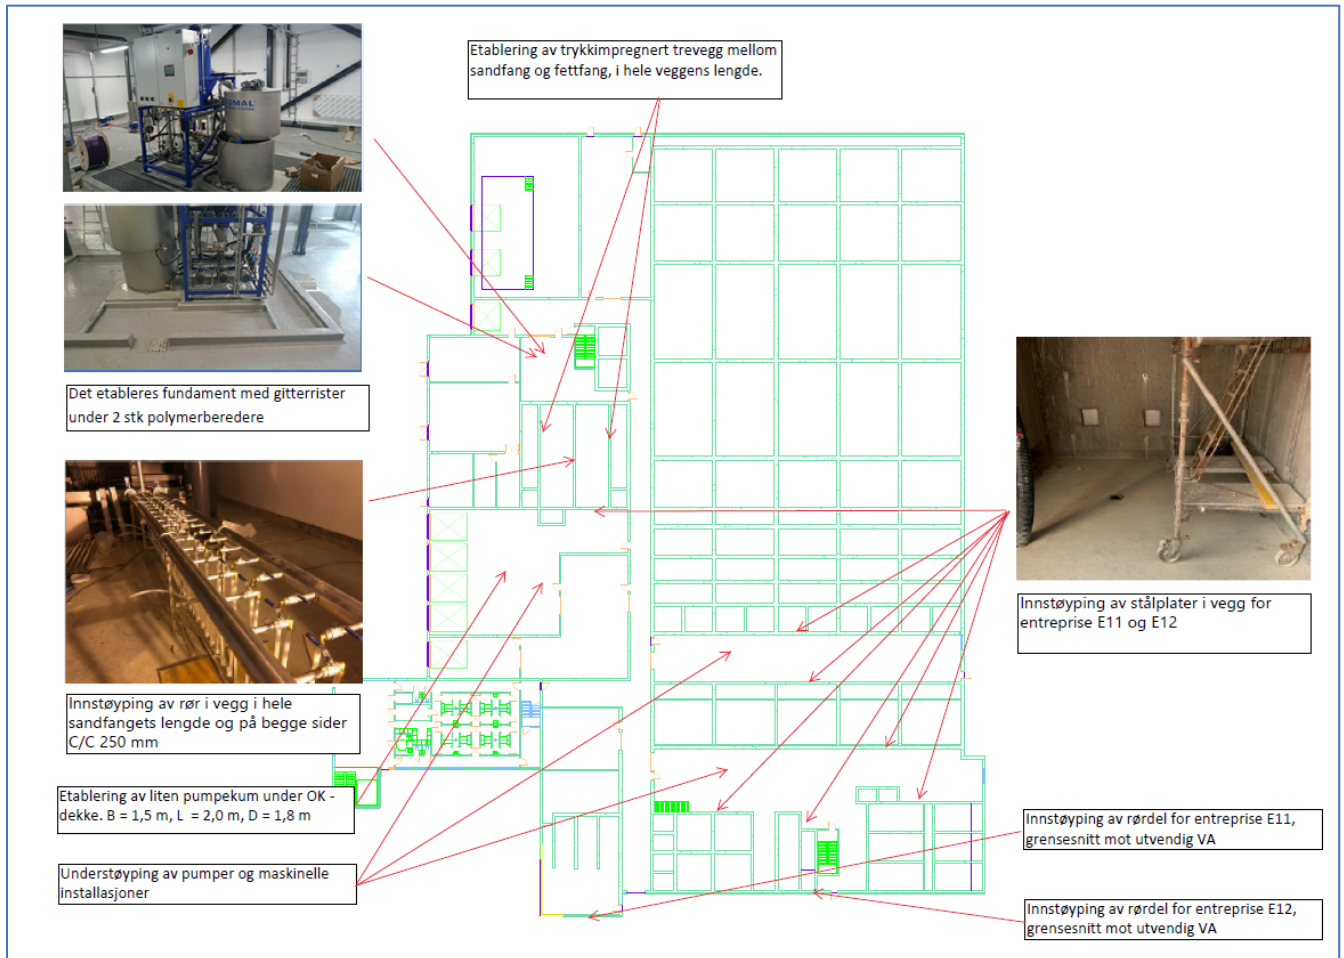 Etablering av trykkimpregnert trevegg mellom
sandfang og fettfang, i hele veggens lengde.
Det etableres fundament med gitterrister
under 2 stk polymerberedere
Innstøyping av rør i vegg i hele
sandfangets lengde og på begge sider
C/C 250 mm
Etablering av liten pumpekum under OK -
dekke. B = 1,5 m, L = 2,0 m, D = 1,8 m
Understøyping av pumper og maskinelle
installasjoner
Innstøyping av stålplater i vegg for
entreprise E11 og E12
Innstøyping av rørdel for entreprise E11,
grensesnitt mot utvendig VA
Innstøyping av rørdel for entreprise E12,
grensesnitt mot utvendig VA